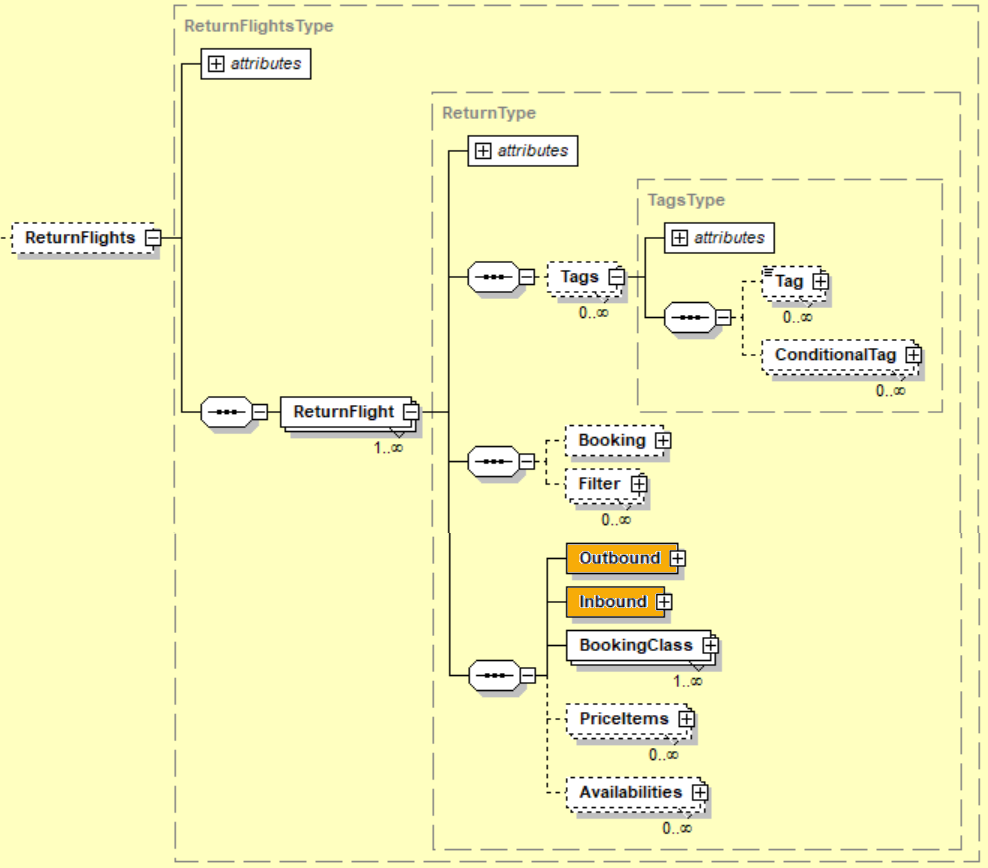 ReturnFlightsType
attributes
ReturnType
attributes
TagsType
attributes
ReturnFlights
Tags
0..∞
Tag
0..∞
ConditionalTag
0..∞
ReturnFlight
1..∞
Booking
Filter
0..∞
Outbound
Inbound
BookingClass
1..∞
PriceItems
0..∞
Availabilities
0..∞